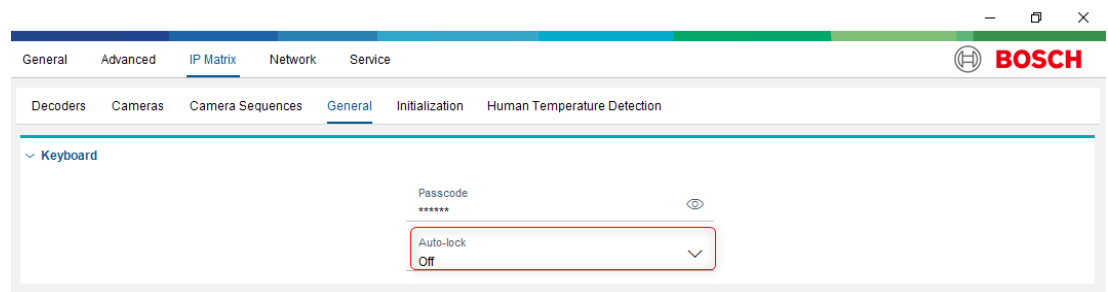 General Advanced IP Matrix Network Service BOSCH
Decoders Cameras Camera Sequences General Initialization Human Temperature Detection
Keyboard
Passcode
******
Auto-lock
Off